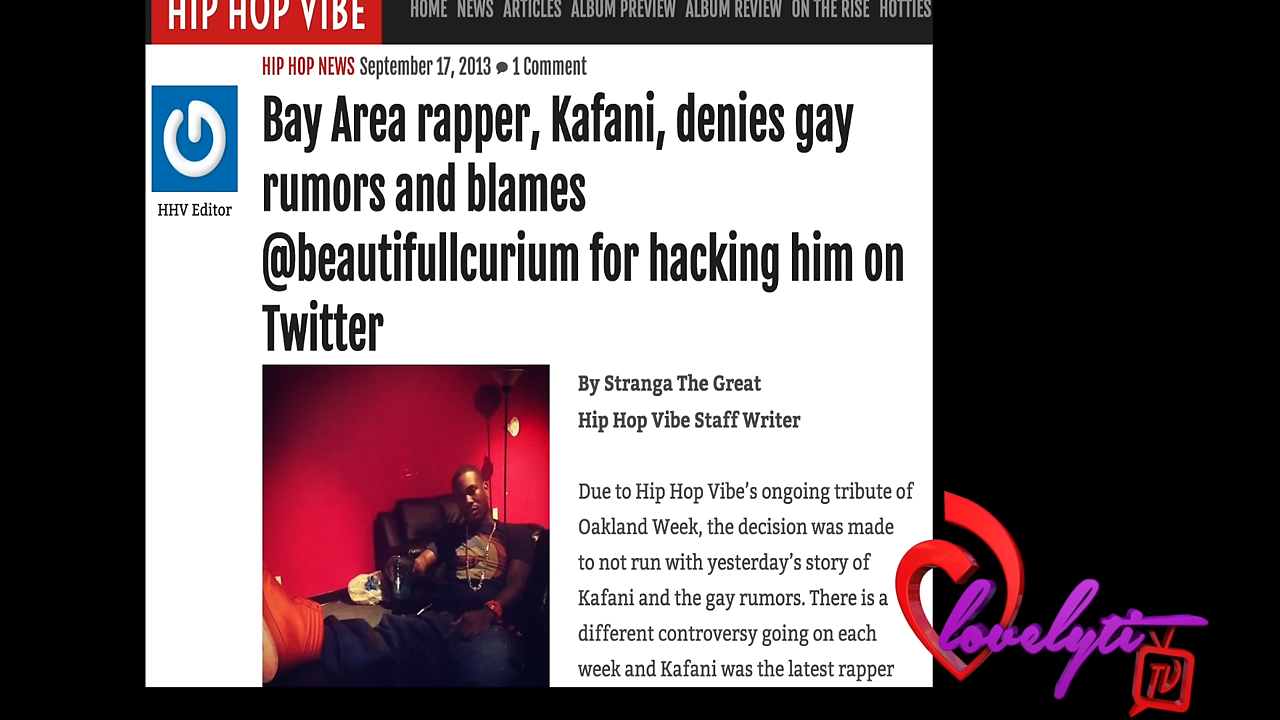 HIP HOP VIBE
HOME NEWS ARTICLES ALBUM PREVIEW ALBUM REVIEW ON THE RISE HOTTIES
HIP HOP NEWS September 17, 2013 1 Comment
HHV Editor
Bay Area rapper, Kafani, denies gay
rumors and blames
@beautifullcurium for hacking him on
Twitter
By Stranga The Great
Hip Hop Vibe Staff Writer
Due to Hip Hop Vibe’s ongoing tribute of
Oakland Week, the decision was made
to not run with yesterday’s story of
Kafani and the gay rumors. There is a
different controversy going on each
week and Kafani was the latest rapper
lovelyti
TV